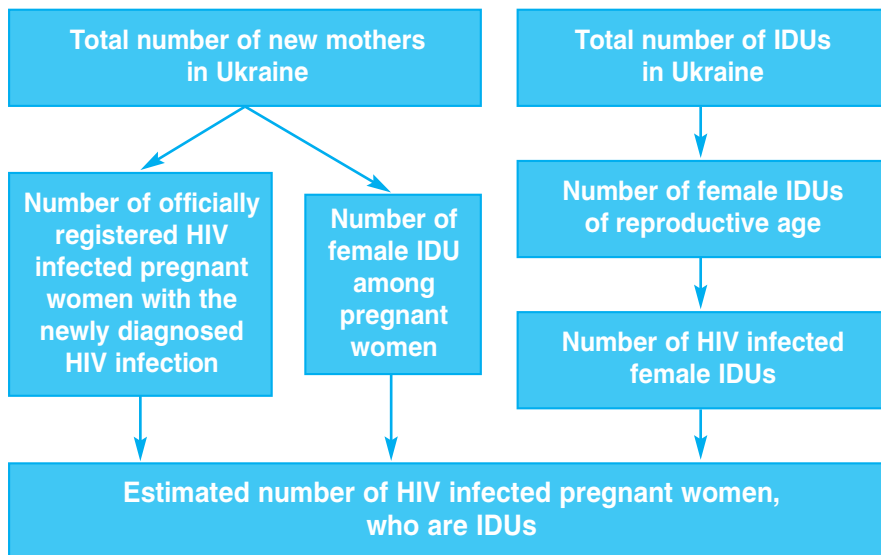 Total number of new mothers
in Ukraine
Total number of IDUs
in Ukraine
Number of officially
registered HIV
infected pregnant
women with the
newly diagnosed
HIV infection
Number of
female IDU
among
pregnant
women
Number of female IDUs
of reproductive age
Number of HIV infected
female IDUs
Estimated number of HIV infected pregnant women,
who are IDUs